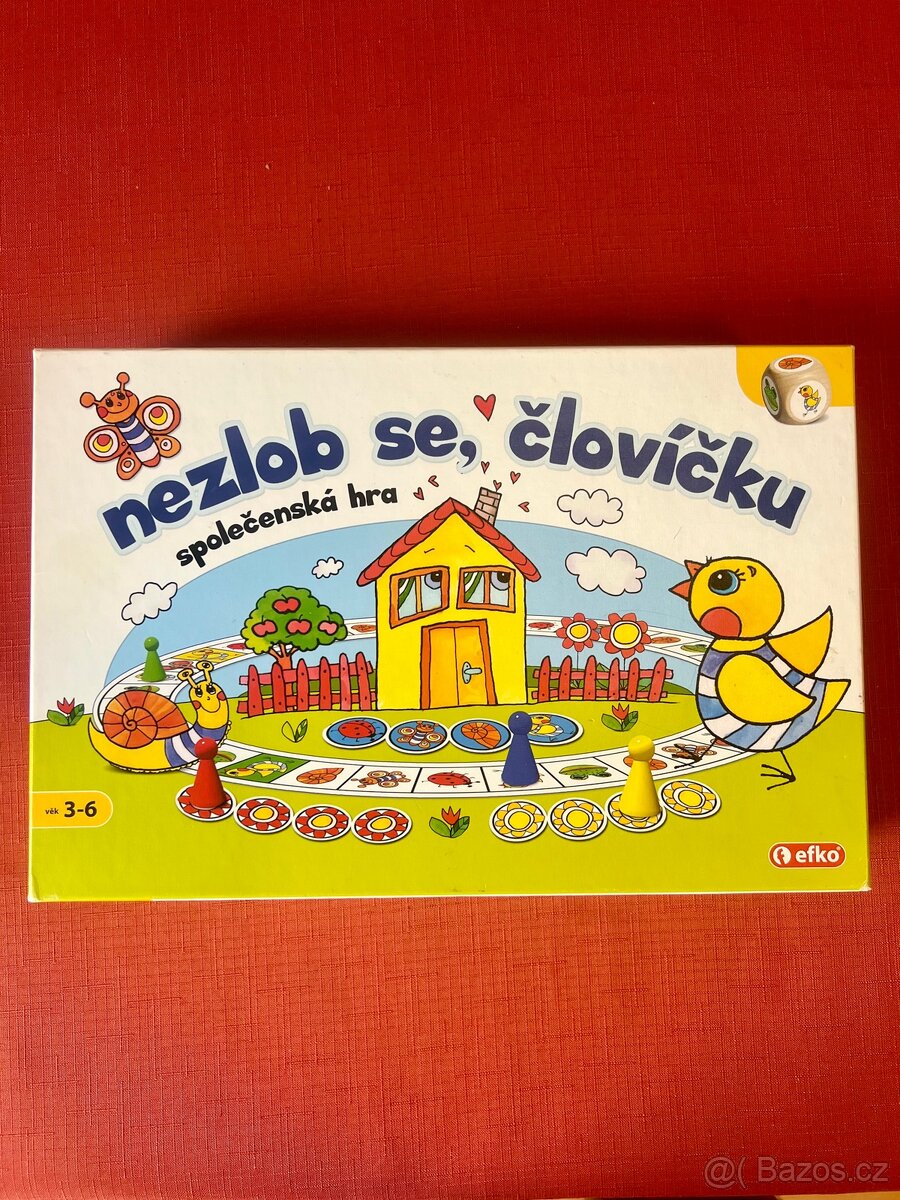 nezlob se, človíčku
společenská hra
věk 3-6
efko
@( Bazos.cz